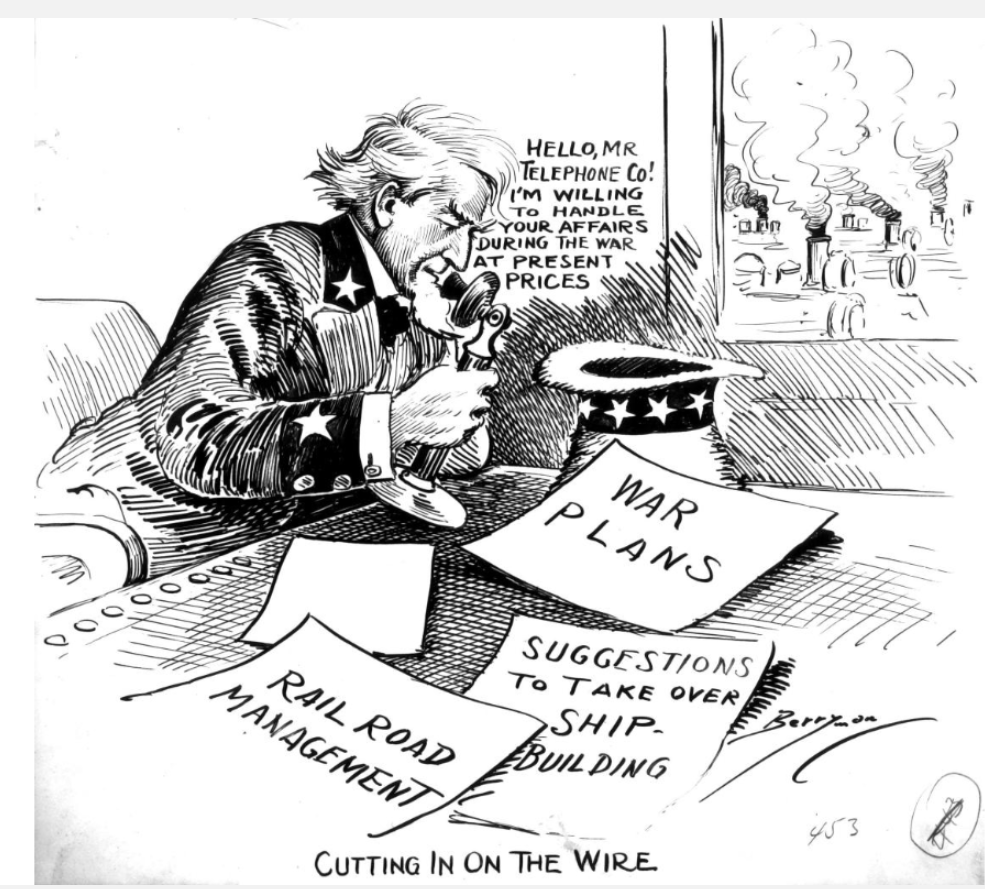 HELLO, MR
TELEPHONE CO!
I'M WILLING
TO HANDLE
YOUR AFFAIRS
DURING THE WAR
AT PRESENT
PRICES
WAR
PLANS
SUGGESTIONS
TO TAKE OVER
SHIP-
BUILDING
RAIL ROAD
MANAGEMENT
Berryman
453
CUTTING IN ON THE WIRE